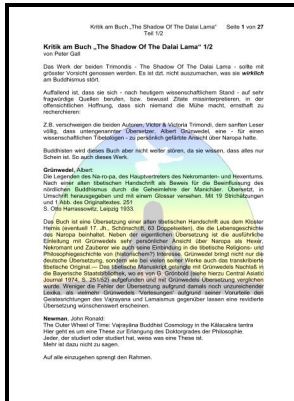 Kritik am Buch „The Shadow Of The Dalai Lama“ Seite 1 von 27
Teil 1/2
Kritik am Buch „The Shadow Of The Dalai Lama“ 1/2
von Peter Gall
Das Werk der beiden Trimondis - The Shadow Of The Dalai Lama - sollte mit
grösster Vorsicht genossen werden. Es ist dzt. nicht auszumachen, was sie wirklich
am Buddhismus stört.
Auffallend ist, dass sie sich - nach heutigem wissenschaftlichem Stand - auf sehr
fragwürdige Quellen berufen, bzw. bewusst Zitate missinterpretieren, in der
offensichtlichen Hoffnung, dass sich niemand die Mühe macht, ernsthaft zu
recherchieren:
Z.B. verschweigen die beiden Autoren, Victor & Victoria Trimondi, dem sanften Leser
völlig, dass untengenannter Übersetzer, Albert Grünwedel, eine - für einen
wissenschaftlichen Tibetologen - zu persönlich gefärbte Ansicht über Naropa hatte.
Buddhisten wird dieses Buch aber nicht weiter stören, da sie wissen, dass alles nur
Schein ist. So auch dieses Werk.
Grünwedel, Albert:
Die Legenden des Na-ro-pa, des Hauptvertreters des Nekromanten- und Hexentums.
Nach einer alten tibetischen Handschrift als Beweis für die Beeinflussung des
nördlichen Buddhismus durch die Geheimlehre der Manichäer. Übersetzt, in
Umschrift herausgegeben und mit einem Glossar versehen. Mit 19 Strichätzungen
und 1 Abb. des Originaltextes. 251
S. Otto Harrassowitz, Leipzig 1933.
Das Buch ist eine Übersetzung einer alten tibetischen Handschrift aus dem Kloster
Hemis (eventuell 17. Jh., Schönschrift, 63 Doppelseiten), die die Lebensgeschichte
des Naropa beinhaltet. Neben der eigentlichen Übersetzung ist die ausführliche
Einleitung mit Grünwedels sehr persönlicher Ansicht über Naropa als Hexer,
Nekromant und Zauberer wie auch seine Einbindung in die tibetische Religions- und
Philosophiegeschichte von (historischem?) Interesse. Grünwedel bringt nicht nur die
deutsche Übersetzung, sondern wie bei vielen seiner Werke auch das transkribierte
tibetische Original.— Das tibetische Manuskript gelangte mit Grünwedels Nachlaß in
die Bayerische Staatsbibliothek, wo es von G. Grönbold (siehe hierzu Central Asiatic
Journal 1974, S. 251/52) aufgefunden und mit Grünwedels Übersetzung verglichen
wurde. Weniger die Fehler der Übersetzung aufgrund damals noch unzureichender
Lexika, als vielmehr Grünwedels 'Verlesungen' aufgrund seiner Vorurteile den
Geistesrichtungen des Vajrayana und Lamaismus gegenüber lassen eine revidierte
Übersetzung wünschenswert erscheinen.
Newman, John Ronald:
The Outer Wheel of Time: Vajrayāna Buddhist Cosmology in the Kālacakra tantra
Hier geht es um eine These zur Erlangung des Doktorgrades der Philosophie.
Jeder, der studiert oder studiert hat, weiss was eine These ist.
Mehr ist dazu nicht zu sagen.
Auf alle einzugehen sprengt den Rahmen.